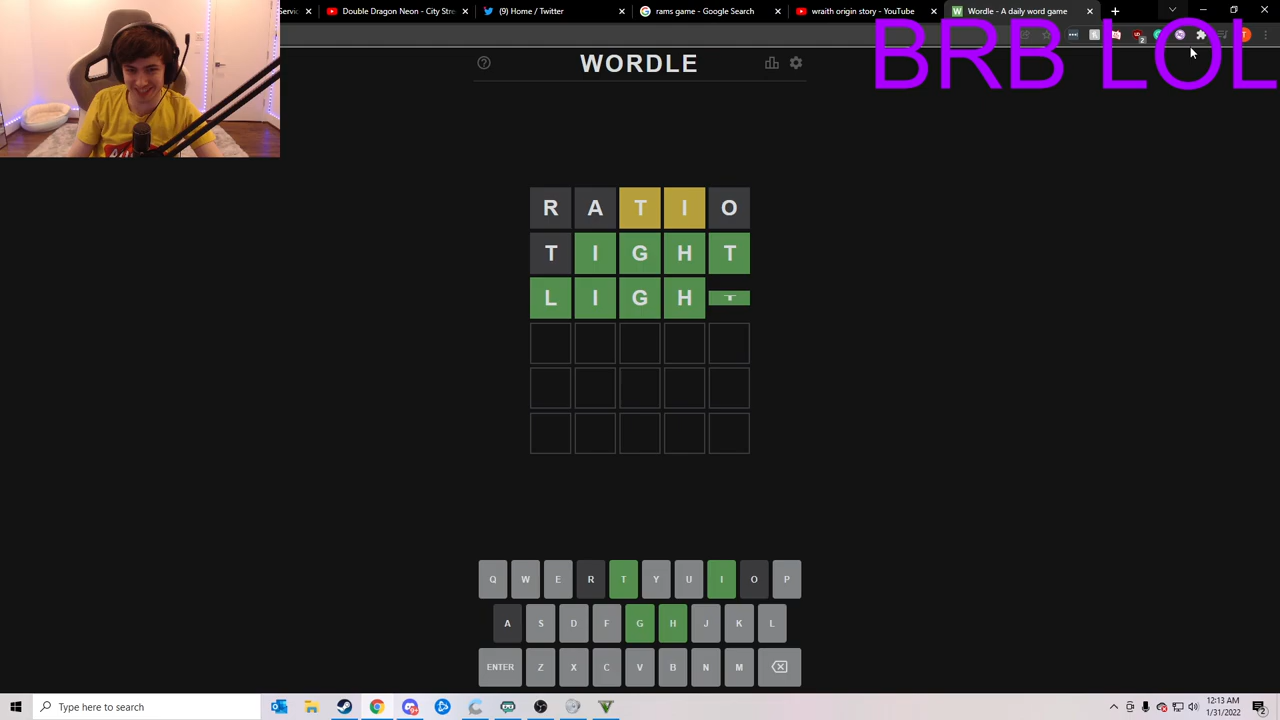 Servic
Double Dragon Neon - City Stre
(9) Home / Twitter
rams game - Google Search
wraith origin story - YouTube
Wordle - A daily word game
BRB LOL
WORDLE
R A T I O
T I G H T
L I G H T
Q W E R T Y U I O P
A S D F G H J K L
ENTER Z X C V B N M
Type here to search
12:13 AM
1/31/2022